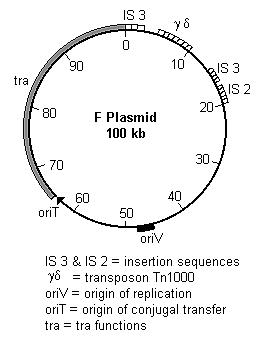 IS 3
0
γ δ
10
IS 3
IS 2
20
30
40
oriV
50
60
oriT
70
80
tra
90
F Plasmid
100 kb
IS 3 & IS 2 = insertion sequences
γδ = transposon Tn1000
oriV = origin of replication
oriT = origin of conjugal transfer
tra = tra functions